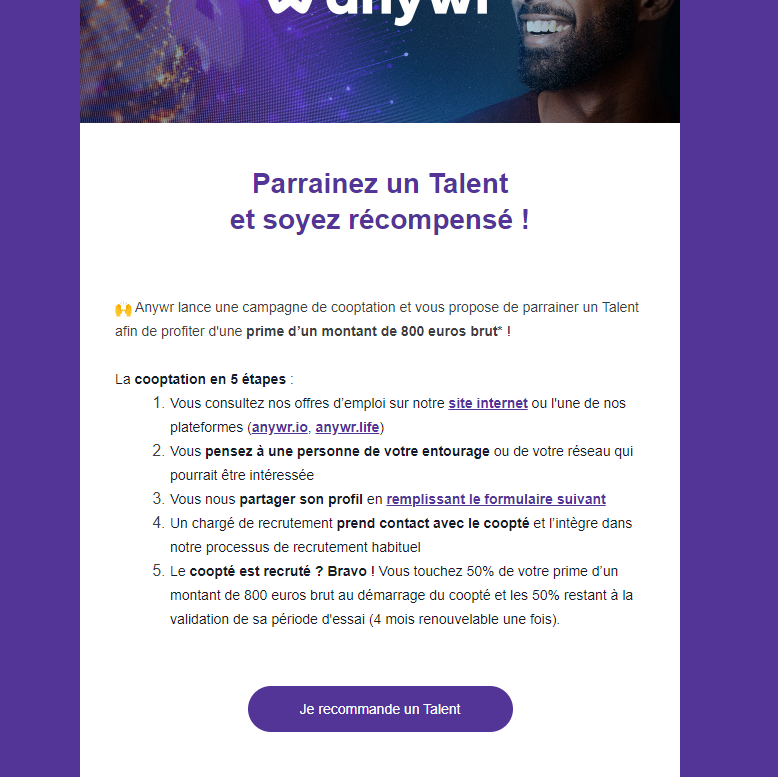 anywr
Parrainez un Talent
et soyez récompensé !
🙌 Anywr lance une campagne de cooptation et vous propose de parrainer un Talent
afin de profiter d'une prime d’un montant de 800 euros brut* !
La cooptation en 5 étapes :
1. Vous consultez nos offres d’emploi sur notre site internet ou l'une de nos
plateformes (anywr.io, anywr.life)
2. Vous pensez à une personne de votre entourage ou de votre réseau qui
pourrait être intéressée
3. Vous nous partager son profil en remplissant le formulaire suivant
4. Un chargé de recrutement prend contact avec le coopté et l’intègre dans
notre processus de recrutement habituel
5. Le coopté est recruté ? Bravo ! Vous touchez 50% de votre prime d’un
montant de 800 euros brut au démarrage du coopté et les 50% restant à la
validation de sa période d'essai (4 mois renouvelable une fois).
Je recommande un Talent